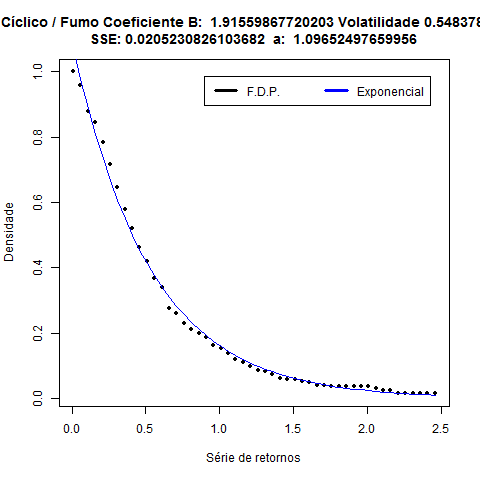 Cíclico / Fumo Coeficiente B: 1.91559867720203 Volatilidade 0.548378
SSE: 0.0205230826103682 a: 1.09652497659956
F.D.P. Exponencial
Densidade
1.0
0.8
0.6
0.4
0.2
0.0
0.0 0.5 1.0 1.5 2.0 2.5
Série de retornos